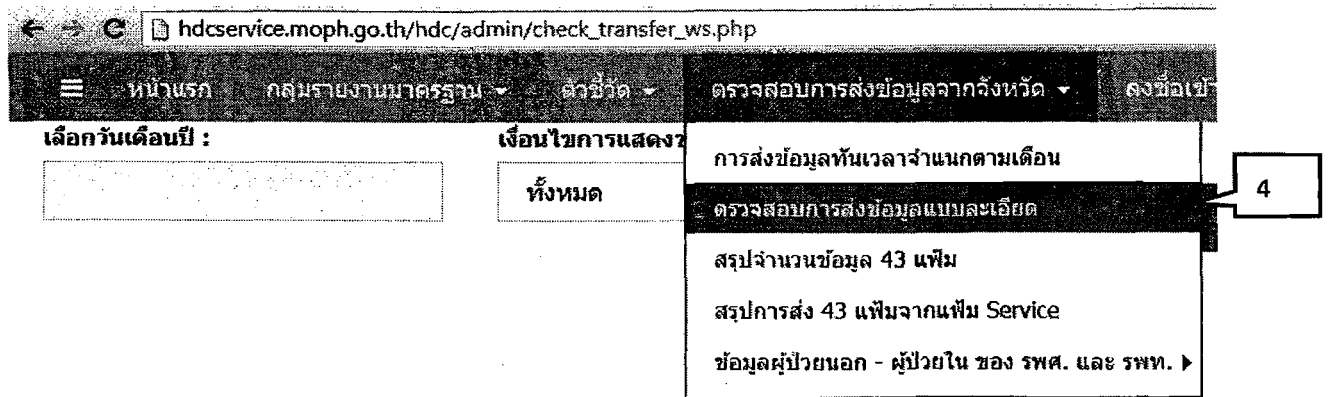 hdcservice.moph.go.th/hdc/admin/check_transfer_ws.php
หน้าแรก กลุ่มรายงานมาตรฐาน ตัวชี้วัด ตรวจสอบการส่งข้อมูลจากจังหวัด ลงชื่อเข้า
เลือกวันเดือนปี : เงื่อนไขการแสดง
ทั้งหมด
การส่งข้อมูลทันเวลาจำแนกตามเดือน
ตรวจสอบการส่งข้อมูลแบบละเอียด
4
สรุปจำนวนข้อมูล 43 แฟ้ม
สรุปการส่ง 43 แฟ้มจากแฟ้ม Service
ข้อมูลผู้ป่วยนอก - ผู้ป่วยใน ของ รพศ. และ รพท.